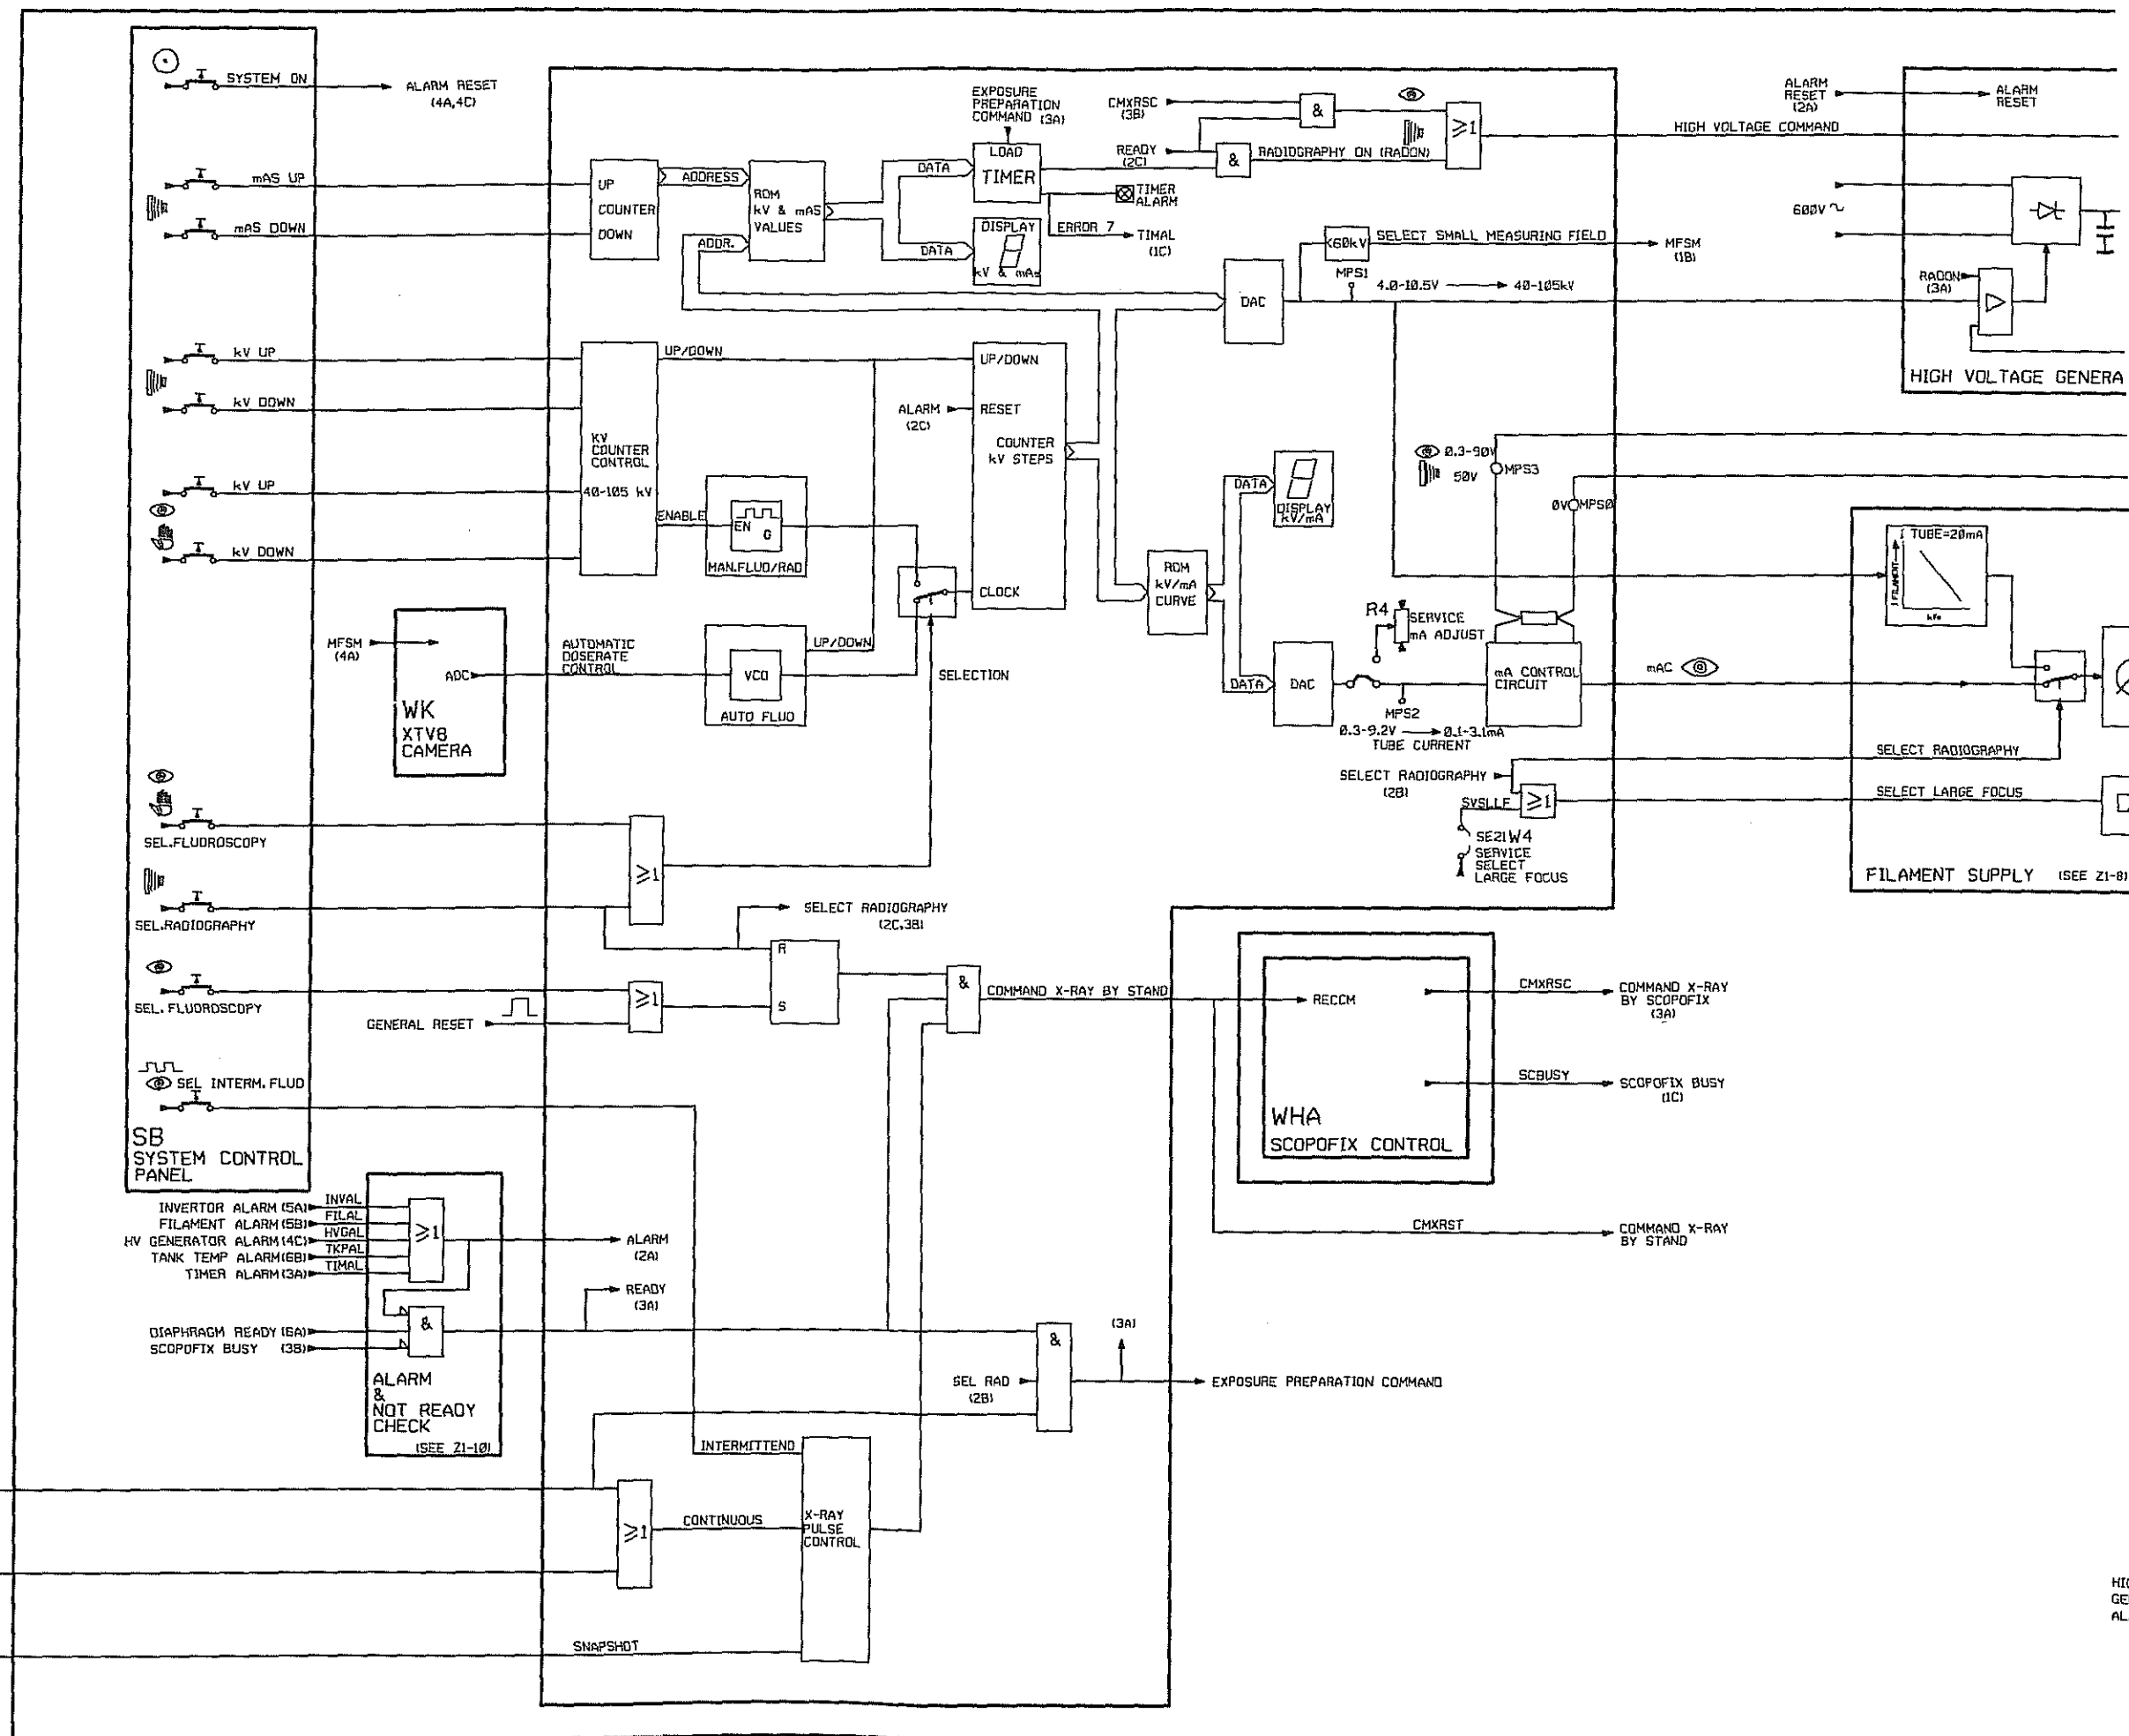 SYSTEM ON
ALARM RESET
(4A,4C)
mAS UP
mAS DOWN
kV UP
kV DOWN
kV UP
kV DOWN
SEL.FLUOROSCOPY
SEL.RADIOGRAPHY
SEL.FLUOROSCOPY
SEL INTERM.FLUO
SB
SYSTEM CONTROL
PANEL
UP
COUNTER
DOWN
ADDRESS
ADDR.
ROM
kV & mAS
VALUES
DATA
DATA
EXPOSURE
PREPARATION
COMMAND (3A)
LOAD
TIMER
DISPLAY
kV & mAs
CMXRSC
(3B)
READY
(2C)
&
&
RADIOGRAPHY ON (RADON)
≥1
TIMER
ALARM
ERROR 7
TIMAL
(1C)
<60kV
SELECT SMALL MEASURING FIELD
MFSM
(1B)
MPS1
4.0-10.5V
40-105kV
DAC
ALARM
RESET
(2A)
ALARM
RESET
HIGH VOLTAGE COMMAND
600V ~
RADON
(3A)
HIGH VOLTAGE GENERA
KV
COUNTER
CONTROL
40-105 kV
UP/DOWN
ENABLE
EN
G
MAN.FLUO/RAD
UP/DOWN
ALARM
(2C)
RESET
COUNTER
kV STEPS
CLOCK
MFSM
(4A)
ADC
WK
XTV8
CAMERA
AUTOMATIC
DOSERATE
CONTROL
VCO
AUTO FLUO
UP/DOWN
SELECTION
ROM
kV/mA
CURVE
DATA
DISPLAY
kV/mA
DATA
DAC
R4
SERVICE
mA ADJUST
MPS2
0.3-9.2V
0.1-3.1mA
TUBE CURRENT
0.3-90V
50V
MPS3
0V
MPS0
mA CONTROL
CIRCUIT
mAC
I FILAMENT
TUBE=20mA
SELECT RADIOGRAPHY
SELECT RADIOGRAPHY
(2B)
SVSLLF
≥1
SELECT LARGE FOCUS
SE21W4
SERVICE
SELECT
LARGE FOCUS
FILAMENT SUPPLY (SEE Z1-8)
≥1
SELECT RADIOGRAPHY
(2C,3B)
R
S
≥1
GENERAL RESET
&
COMMAND X-RAY BY STAND
RECCM
WHA
SCOPOFIX CONTROL
CMXRSC
COMMAND X-RAY
BY SCOPOFIX
(3A)
SCBUSY
SCOPOFIX BUSY
(1C)
CMXRST
COMMAND X-RAY
BY STAND
INVERTOR ALARM (5A)
INVAL
FILAMENT ALARM (5B)
FILAL
HV GENERATOR ALARM (4C)
HVGAL
TANK TEMP ALARM (6B)
TKPAL
TIMER ALARM (3A)
TIMAL
≥1
ALARM
(2A)
READY
(3A)
DIAPHRAGM READY (6A)
SCOPOFIX BUSY (3B)
&
ALARM
&
NOT READY
CHECK
(SEE Z1-10)
&
SEL RAD
(2B)
(3A)
EXPOSURE PREPARATION COMMAND
INTERMITTEND
≥1
CONTINUOUS
X-RAY
PULSE
CONTROL
SNAPSHOT